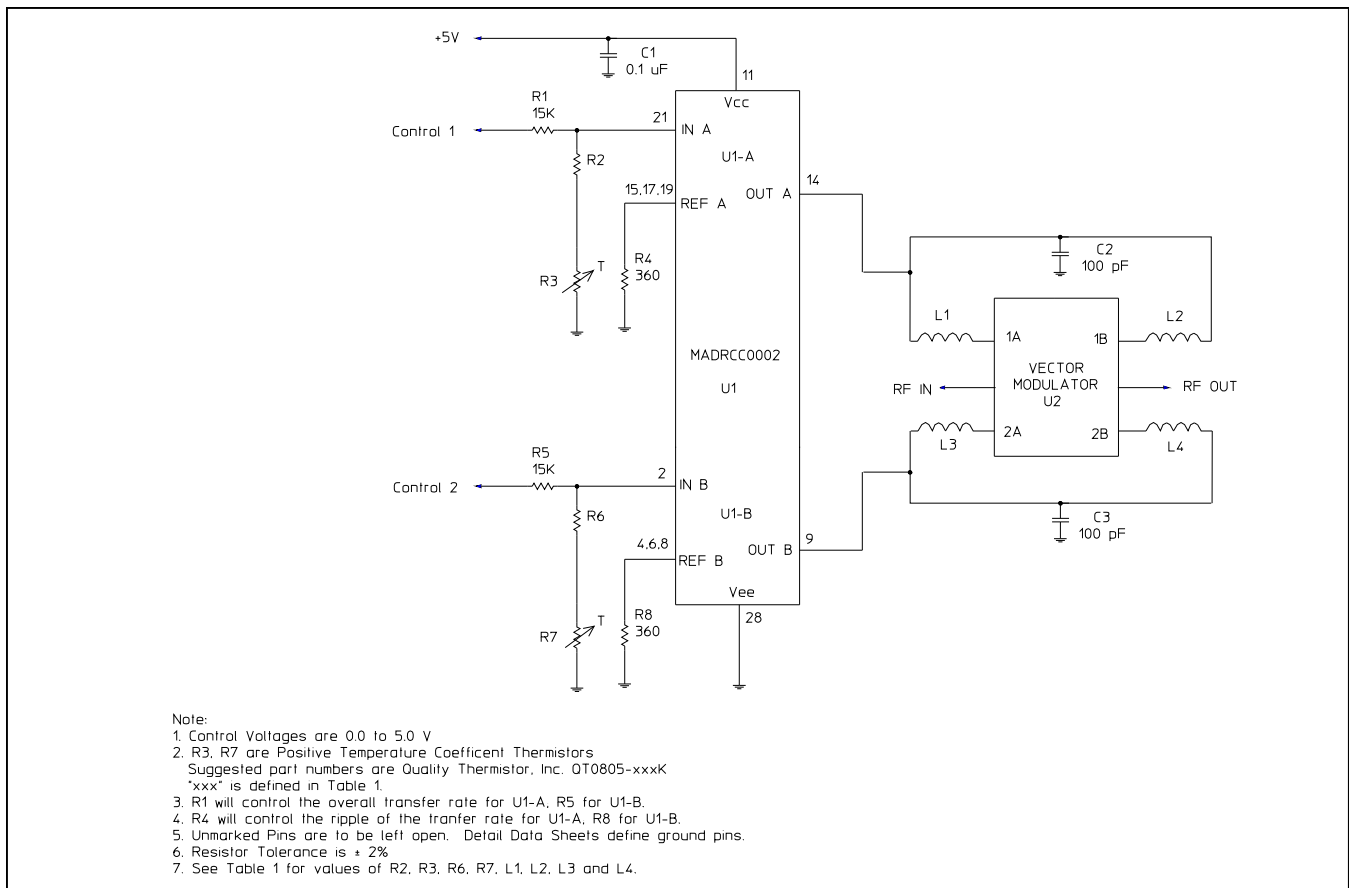 +5V
C1
0.1 uF
11
Vcc
R1
15K
Control 1
21
IN A
U1-A
R2
15,17,19
REF A
OUT A
14
R3
T
R4
360
C2
100 pF
L1
L2
1A
1B
MADRCC0002
U1
VECTOR
MODULATOR
U2
RF IN
RF OUT
2A
2B
L3
L4
R5
15K
Control 2
2
IN B
U1-B
R6
C3
100 pF
4,6,8
REF B
OUT B
9
Vee
28
R7
T
R8
360
Note:
1. Control Voltages are 0.0 to 5.0 V
2. R3, R7 are Positive Temperature Coefficent Thermistors
Suggested part numbers are Quality Thermistor, Inc. QT0805-xxxK
"xxx" is defined in Table 1.
3. R1 will control the overall transfer rate for U1-A, R5 for U1-B.
4. R4 will control the ripple of the tranfer rate for U1-A, R8 for U1-B.
5. Unmarked Pins are to be left open. Detail Data Sheets define ground pins.
6. Resistor Tolerance is ± 2%
7. See Table 1 for values of R2, R3, R6, R7, L1, L2, L3 and L4.